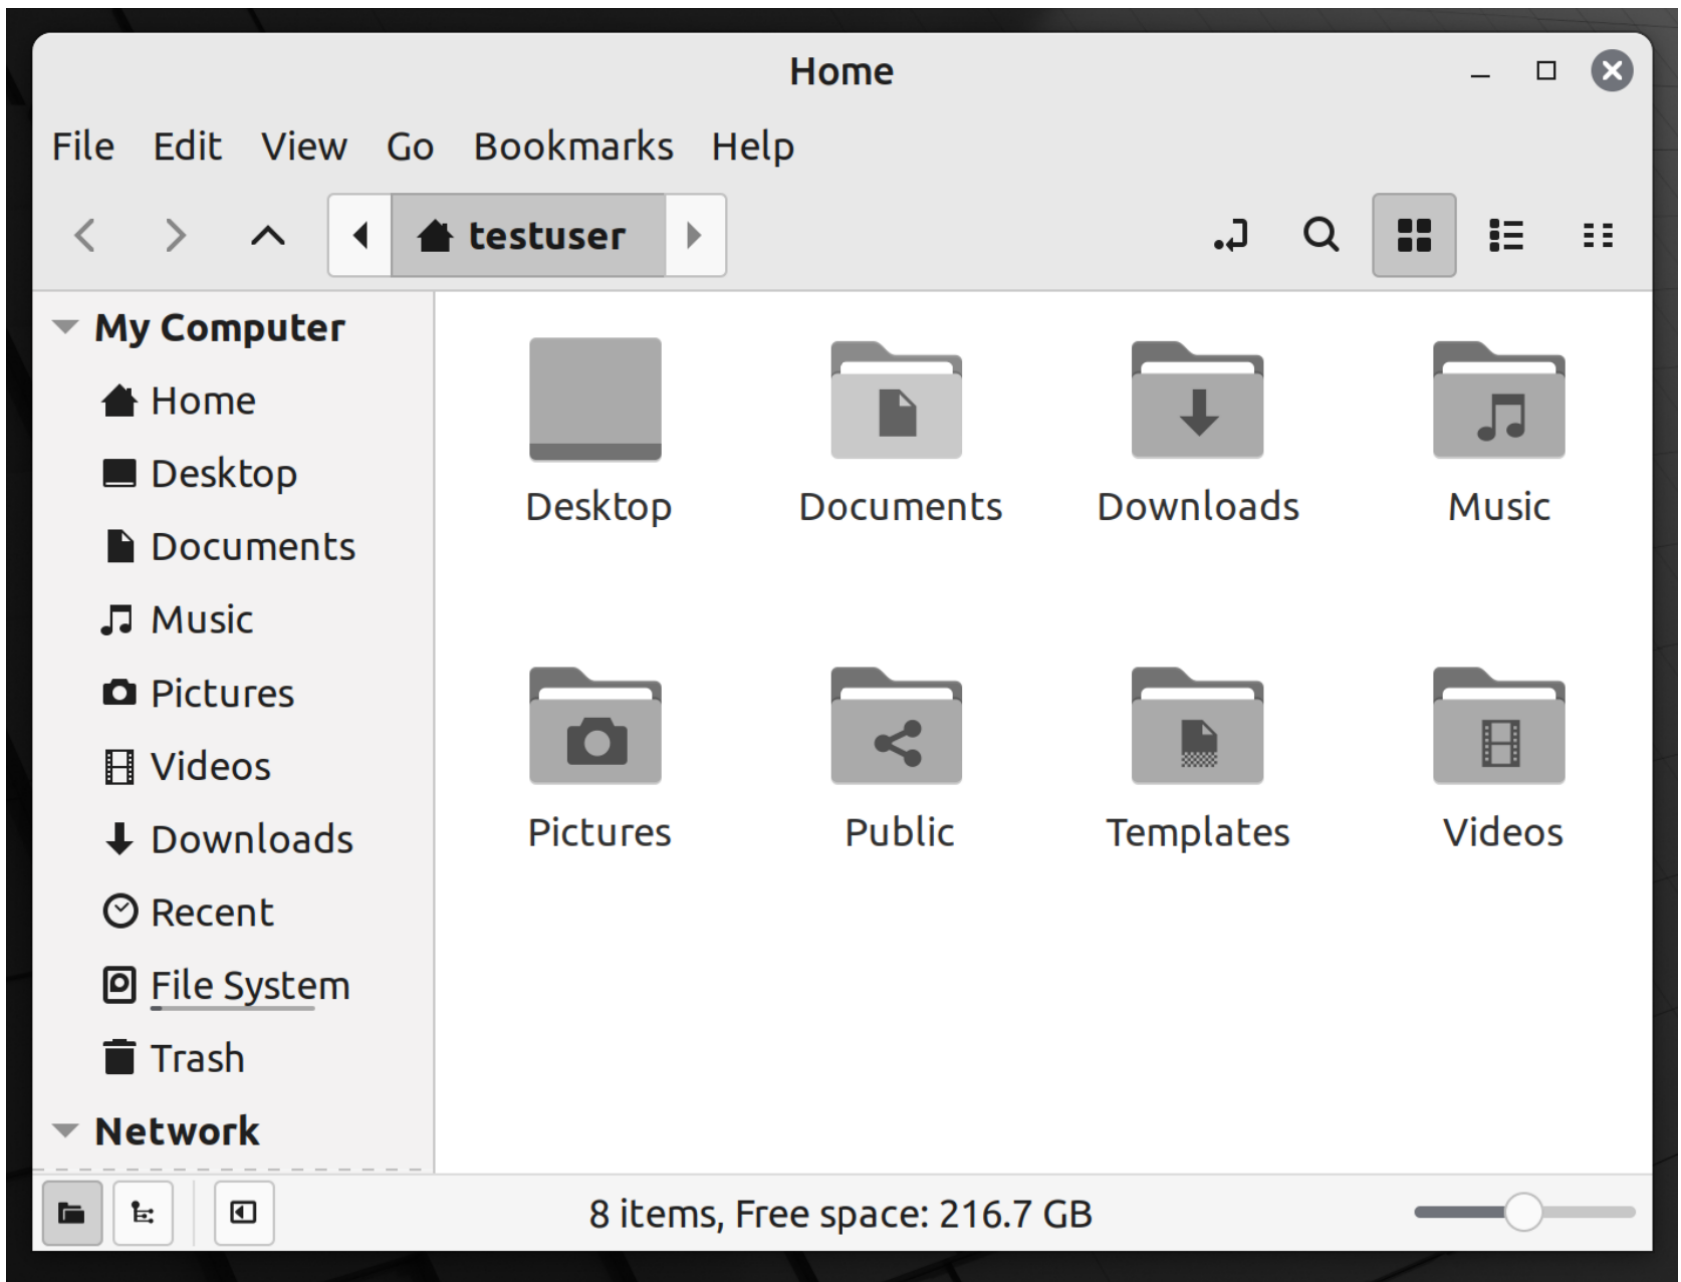 Home
File Edit View Go Bookmarks Help
testuser
My Computer
Home
Desktop
Documents
Music
Pictures
Videos
Downloads
Recent
File System
Trash
Network
Desktop Documents Downloads Music
Pictures Public Templates Videos
8 items, Free space: 216.7 GB